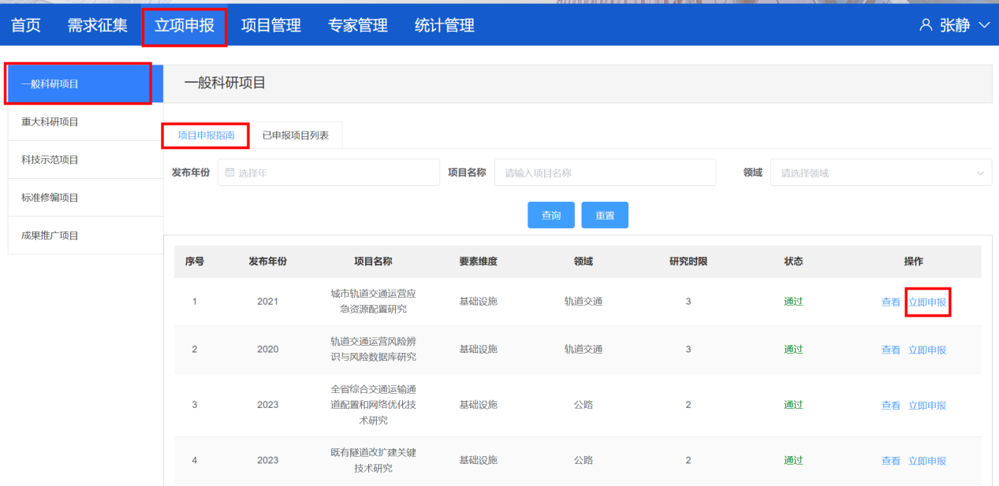 首页 需求征集 立项申报 项目管理 专家管理 统计管理 张静
一般科研项目
重大科研项目
科技示范项目
标准修编项目
成果推广项目
一般科研项目
项目申报指南 已申报项目列表
发布年份 选择年 项目名称 请输入项目名称 领域 请选择领域
查询 重置
序号 发布年份 项目名称 要素维度 领域 研究时限 状态 操作
1 2021 城市轨道交通运营应 基础设施 轨道交通 3 通过 查看 立即申报
急资源配置研究
2 2020 轨道交通运营风险辨 基础设施 轨道交通 3 通过 查看 立即申报
识与风险数据库研究
全省综合交通运输通
3 2023 道配置和网络优化技 基础设施 公路 2 通过 查看 立即申报
术研究
4 2023 既有隧道改扩建关键 基础设施 公路 2 通过 查看 立即申报
技术研究